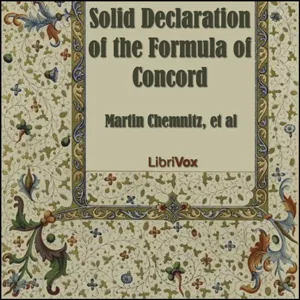 Solid Declaration
of the Formula of
Concord
Martin Chemnitz, et al
LibriVox